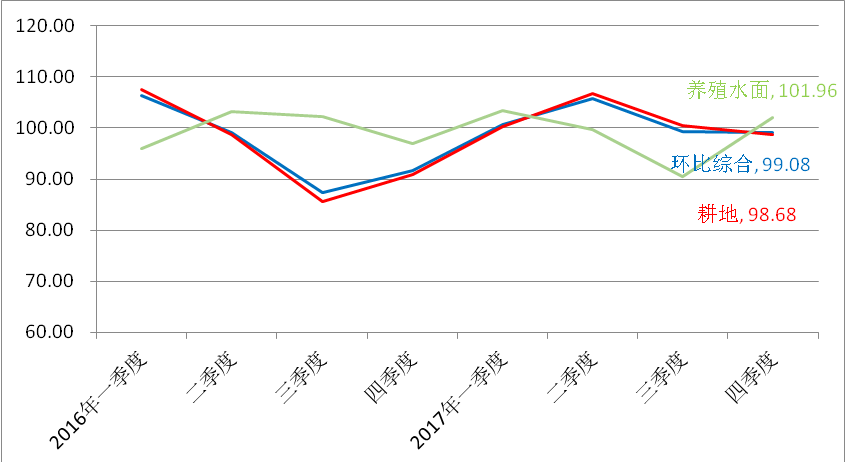 120.00
110.00
100.00
90.00
80.00
70.00
60.00
养殖水面, 101.96
环比综合, 99.08
耕地, 98.68
2016年一季度
二季度
三季度
四季度
2017年一季度
二季度
三季度
四季度